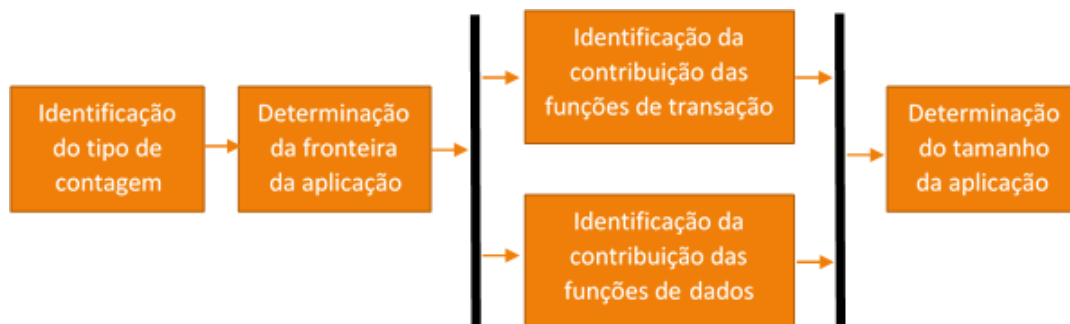 Identificação
do tipo de
contagem
Determinação
da fronteira
da aplicação
Identificação da
contribuição das
funções de transação
Identificação da
contribuição das
funções de dados
Determinação
do tamanho
da aplicação